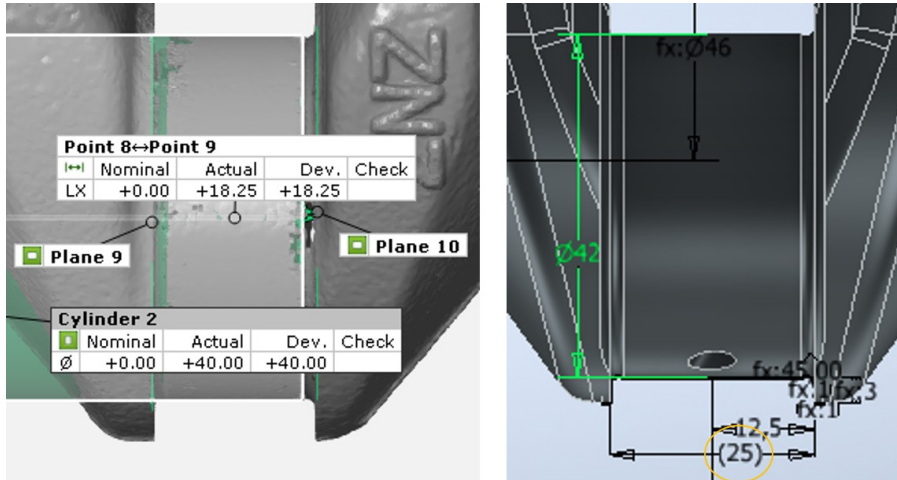 Point 8↔Point 9
Nominal Actual Dev. Check
LX +0.00 +18.25 +18.25
Plane 9
Plane 10
Cylinder 2
Nominal Actual Dev. Check
Ø +0.00 +40.00 +40.00
fx:Ø46
Ø42
fx:45,00
fx:1 fx:3
fx:1
12,5
(25)